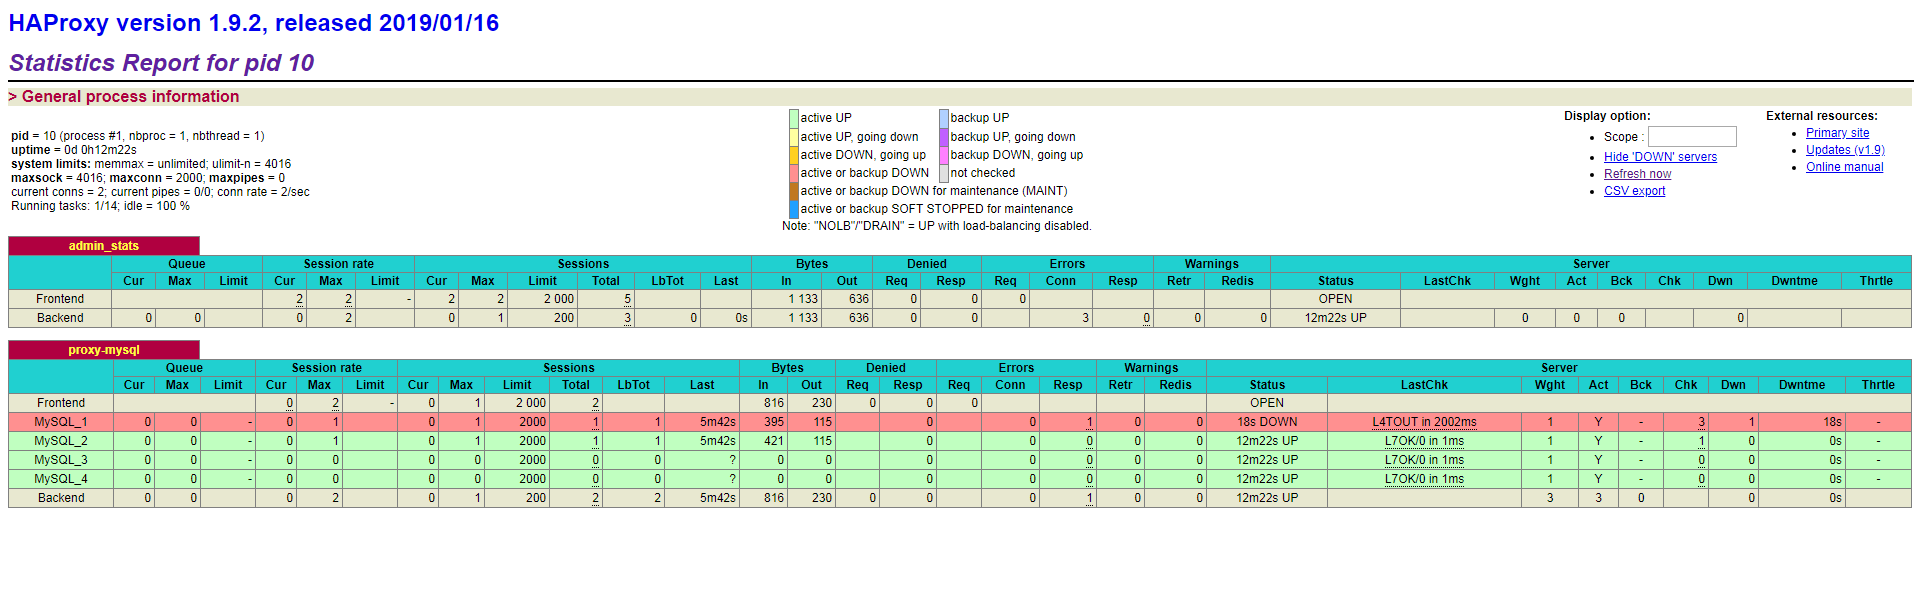 HAProxy version 1.9.2, released 2019/01/16
Statistics Report for pid 10
> General process information
pid = 10 (process #1, nbproc = 1, nbthread = 1)
uptime = 0d 0h12m22s
system limits: memmax = unlimited; ulimit-n = 4016
maxsock = 4016; maxconn = 2000; maxpipes = 0
current conns = 2; current pipes = 0/0; conn rate = 2/sec
Running tasks: 1/14; idle = 100 %
active UP backup UP
active UP, going down backup UP, going down
active DOWN, going up backup DOWN, going up
active or backup DOWN not checked
active or backup DOWN for maintenance (MAINT)
active or backup SOFT STOPPED for maintenance
Note: "NOLB"/"DRAIN" = UP with load-balancing disabled.
Display option:
• Scope :
• Hide 'DOWN' servers
• Refresh now
• CSV export
External resources:
• Primary site
• Updates (v1.9)
• Online manual
admin_stats
Queue Session rate Sessions Bytes Denied Errors Warnings Server
Cur Max Limit Cur Max Limit Cur Max Limit Total LbTot Last In Out Req Resp Req Conn Resp Retr Redis Status LastChk Wght Act Bck Chk Dwn Dwntme Thrtle
Frontend 2 2 - 2 2 2 000 5 1 133 636 0 0 0 OPEN
Backend 0 0 0 2 0 1 200 3 0 0s 1 133 636 0 0 3 0 0 0 12m22s UP 0 0 0 0
proxy-mysql
Queue Session rate Sessions Bytes Denied Errors Warnings Server
Cur Max Limit Cur Max Limit Cur Max Limit Total LbTot Last In Out Req Resp Req Conn Resp Retr Redis Status LastChk Wght Act Bck Chk Dwn Dwntme Thrtle
Frontend 0 2 - 0 1 2 000 2 816 230 0 0 0 OPEN
MySQL_1 0 0 - 0 1 0 1 2000 1 1 5m42s 395 115 0 0 1 0 0 18s DOWN L4TOUT in 2002ms 1 Y - 3 1 18s -
MySQL_2 0 0 - 0 1 0 1 2000 1 1 5m42s 421 115 0 0 0 0 0 12m22s UP L7OK/0 in 1ms 1 Y - 1 0 0s -
MySQL_3 0 0 - 0 0 0 0 2000 0 0 ? 0 0 0 0 0 0 0 12m22s UP L7OK/0 in 1ms 1 Y - 0 0 0s -
MySQL_4 0 0 - 0 0 0 0 2000 0 0 ? 0 0 0 0 0 0 0 12m22s UP L7OK/0 in 1ms 1 Y - 0 0 0s -
Backend 0 0 0 2 0 1 200 2 2 5m42s 816 230 0 0 0 1 0 0 12m22s UP 3 3 0 0 0s